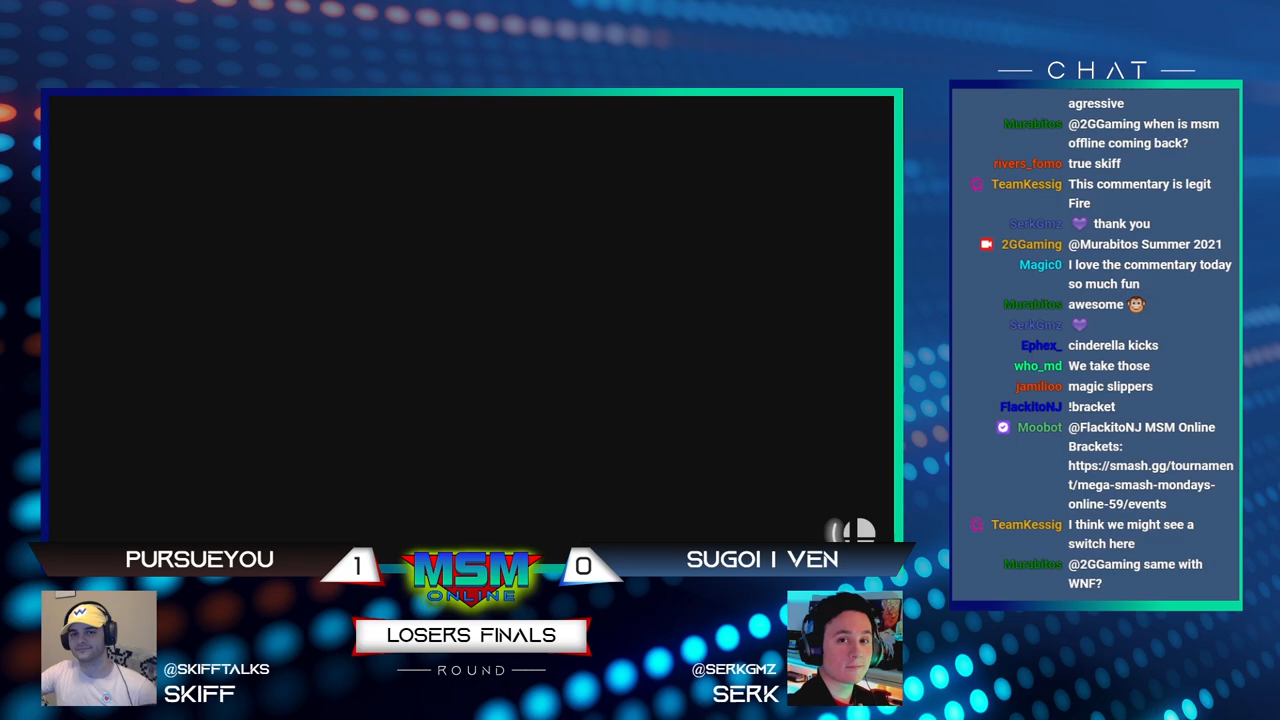 CHAT
agressive
Murabitos @2GGaming when is msm
offline coming back?
rivers_fomo true skiff
TeamKessig This commentary is legit
Fire
SerkGmz thank you
2GGaming @Murabitos Summer 2021
Magic0 I love the commentary today
so much fun
Murabitos awesome
SerkGmz
Ephex_ cinderella kicks
who_md We take those
jamilioo magic slippers
FlackitoNJ !bracket
Moobot @FlackitoNJ MSM Online
Brackets:
https://smash.gg/tournamen
t/mega-smash-mondays-
online-59/events
TeamKessig I think we might see a
switch here
Murabitos @2GGaming same with
WNF?
PURSUEYOU 1 MSM 0 SUGOI I VEN
ONLINE
LOSERS FINALS
ROUND
@SKIFFTALKS
SKIFF
@SERKGMZ
SERK